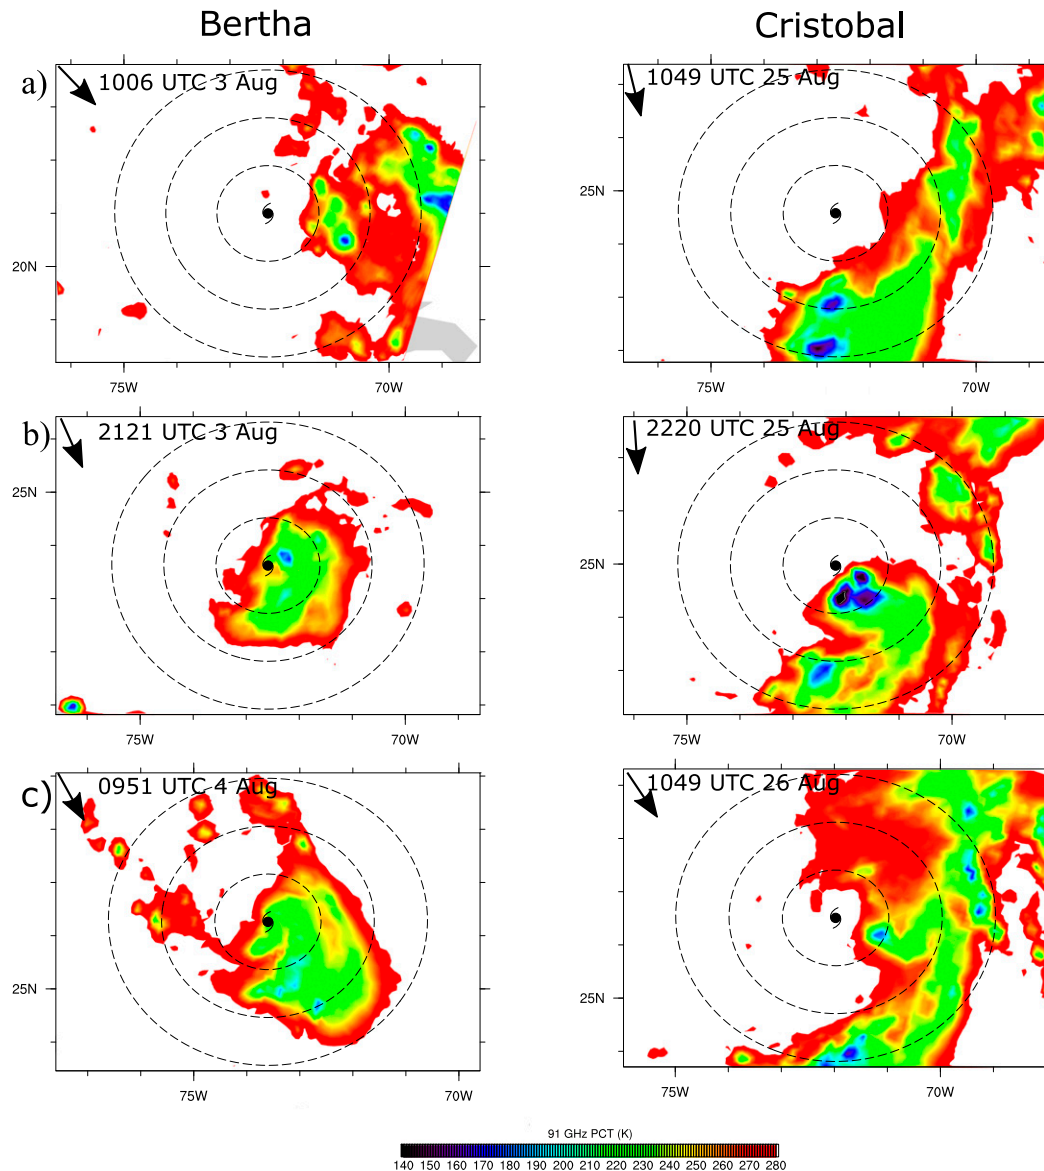 Bertha Cristobal
a) 1006 UTC 3 Aug 1049 UTC 25 Aug
25N
20N
75W 70W 75W 70W
b) 2121 UTC 3 Aug 2220 UTC 25 Aug
25N
25N
75W 70W 75W 70W
c) 0951 UTC 4 Aug 1049 UTC 26 Aug
25N 25N
75W 70W 75W 70W
91 GHz PCT (K)
140 150 160 170 180 190 200 210 220 230 240 250 260 270 280